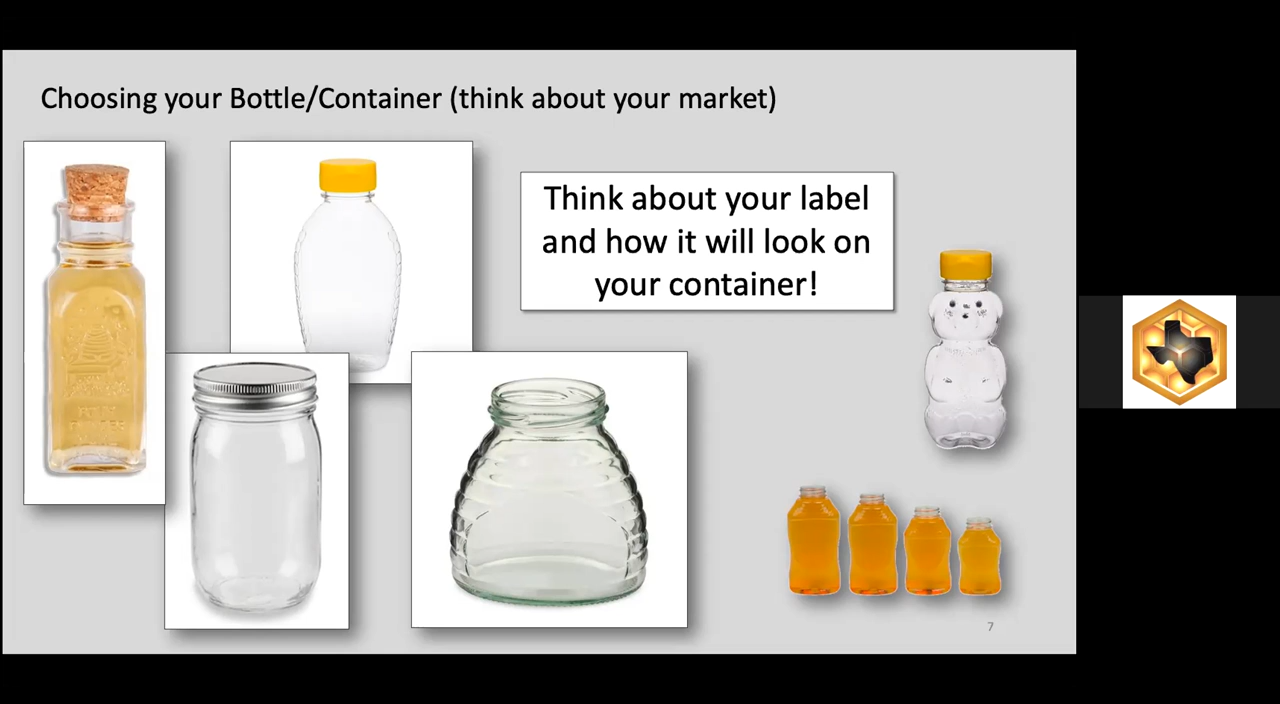 Choosing your Bottle/Container (think about your market)
Think about your label
and how it will look on
your container!
7